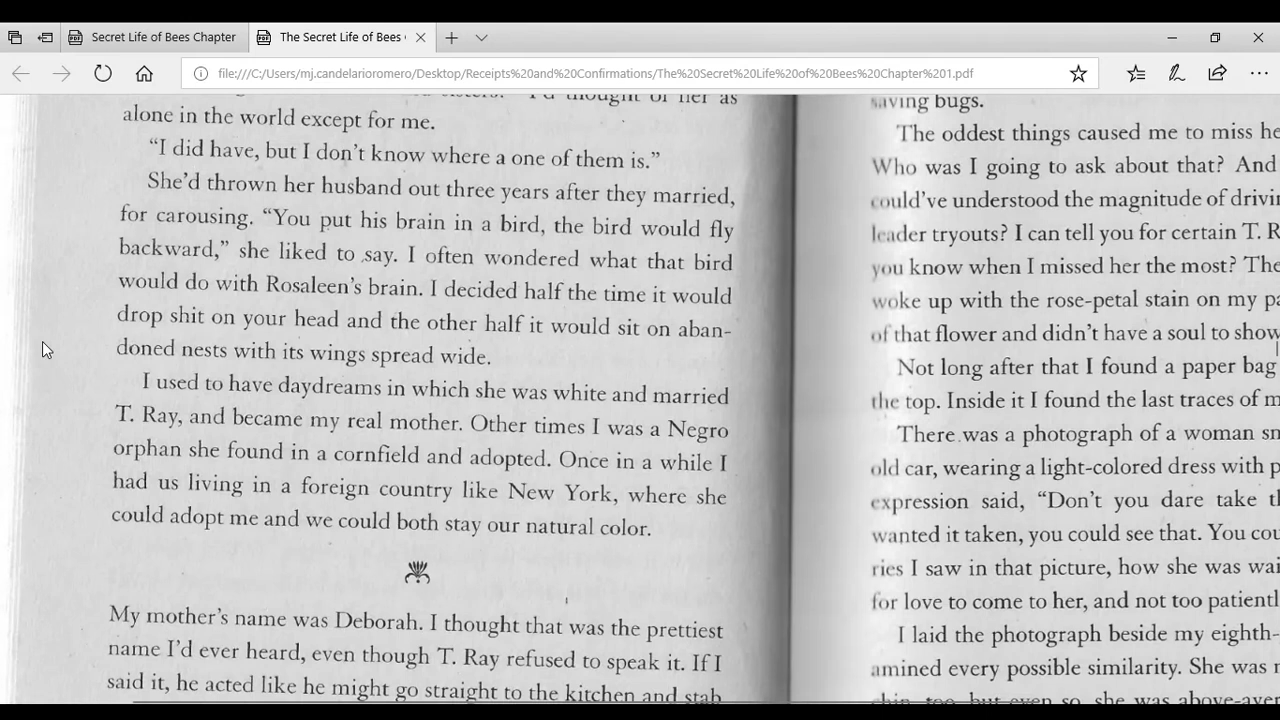 Secret Life of Bees Chapter
The Secret Life of Bees
file:///C:/Users/mj.candelarioromero/Desktop/Receipts%20and%20Confirmations/The%20Secret%20Life%20of%20Bees%20Chapter%201.pdf
I'd thought of her as
alone in the world except for me.
“I did have, but I don’t know where a one of them is.”
She’d thrown her husband out three years after they married,
for carousing. “You put his brain in a bird, the bird would fly
backward,” she liked to say. I often wondered what that bird
would do with Rosaleen’s brain. I decided half the time it would
drop shit on your head and the other half it would sit on aban-
doned nests with its wings spread wide.
I used to have daydreams in which she was white and married
T. Ray, and became my real mother. Other times I was a Negro
orphan she found in a cornfield and adopted. Once in a while I
had us living in a foreign country like New York, where she
could adopt me and we could both stay our natural color.
My mother’s name was Deborah. I thought that was the prettiest
name I’d ever heard, even though T. Ray refused to speak it. If I
said it, he acted like he might go straight to the kitchen and stab
saving bugs.
The oddest things caused me to miss
Who was I going to ask about that? And
could’ve understood the magnitude of
leader tryouts? I can tell you for certain T.
you know when I missed her the most?
woke up with the rose-petal stain on my
of that flower and didn’t have a soul to show
Not long after that I found a paper bag
the top. Inside it I found the last traces of
There was a photograph of a woman
old car, wearing a light-colored dress with
expression said, “Don’t you dare take
wanted it taken, you could see that. You
ries I saw in that picture, how she was
for love to come to her, and not too
I laid the photograph beside my eighth-
amined every possible similarity. She was
chin, too, but even so, she was